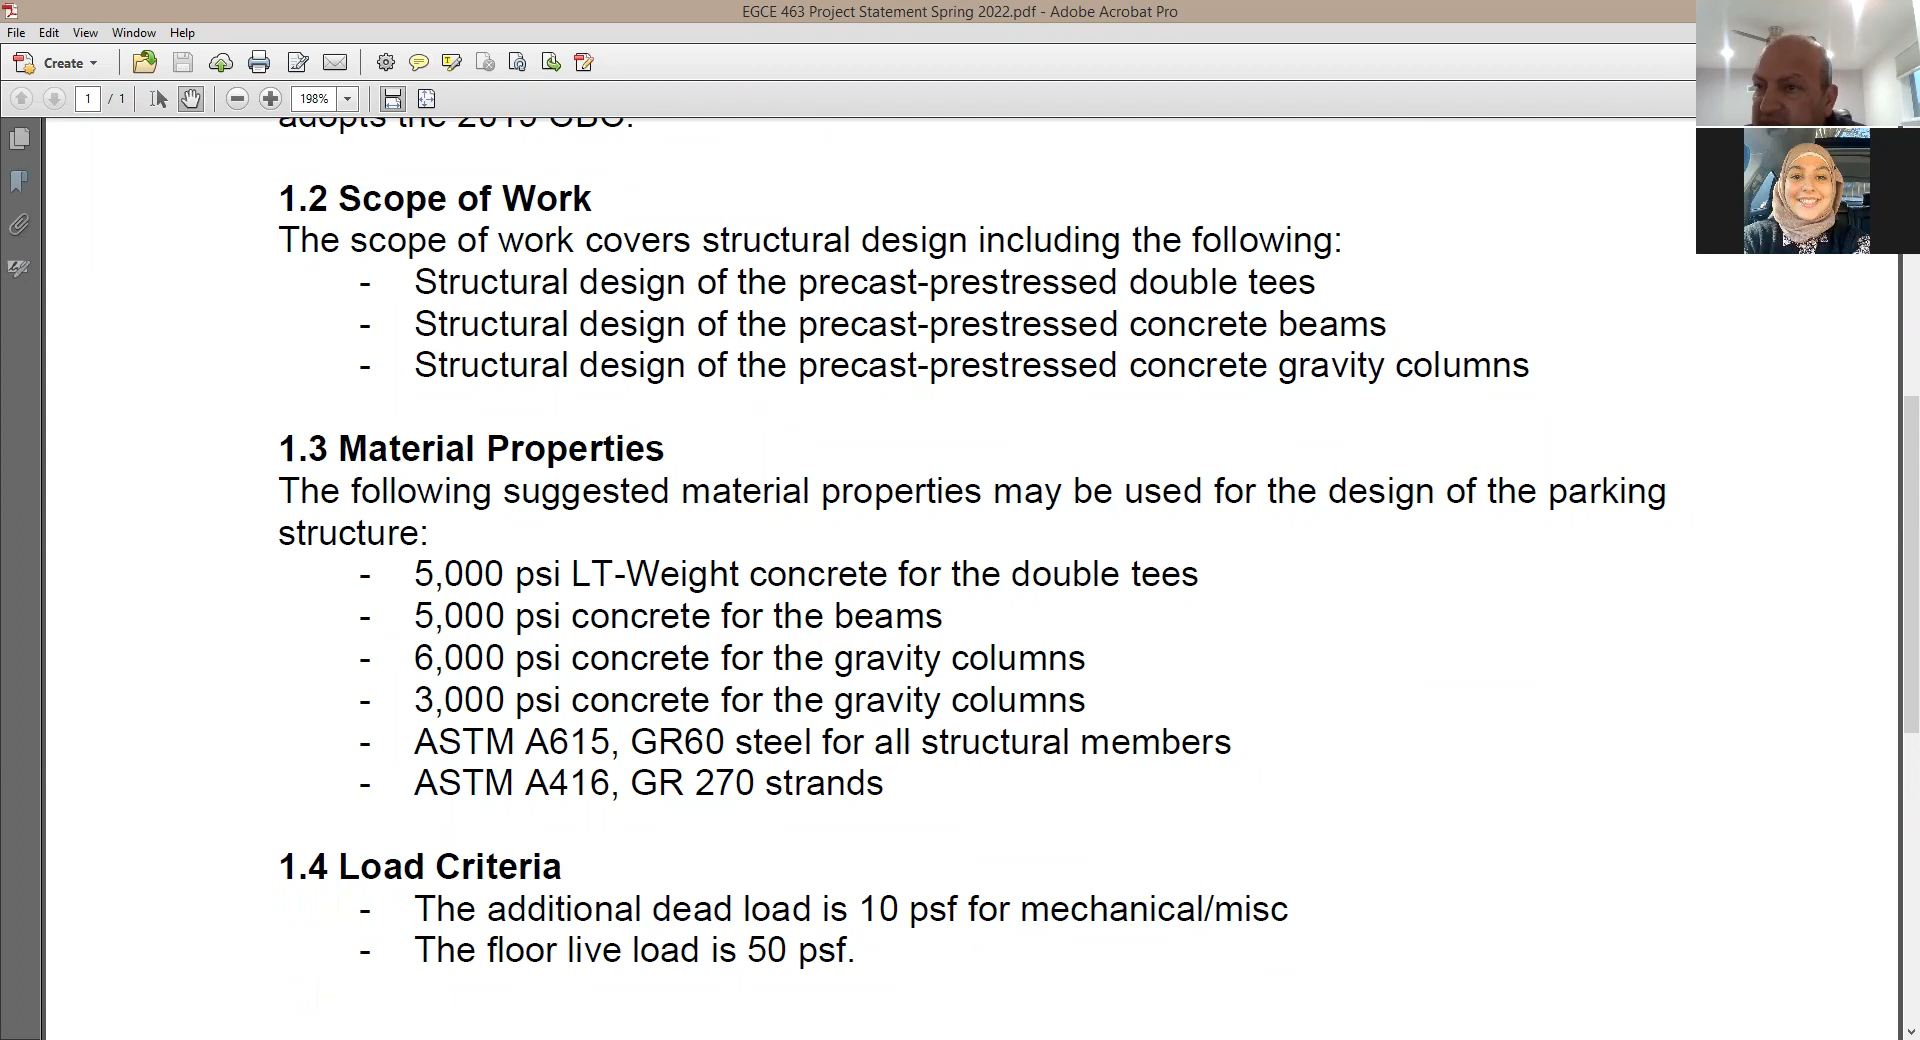 EGCE 463 Project Statement Spring 2022.pdf - Adobe Acrobat Pro
File Edit View Window Help
Create
1 / 1 198%
adopts the 2019 CBC.
1.2 Scope of Work
The scope of work covers structural design including the following:
- Structural design of the precast-prestressed double tees
- Structural design of the precast-prestressed concrete beams
- Structural design of the precast-prestressed concrete gravity columns
1.3 Material Properties
The following suggested material properties may be used for the design of the parking
structure:
- 5,000 psi LT-Weight concrete for the double tees
- 5,000 psi concrete for the beams
- 6,000 psi concrete for the gravity columns
- 3,000 psi concrete for the gravity columns
- ASTM A615, GR60 steel for all structural members
- ASTM A416, GR 270 strands
1.4 Load Criteria
- The additional dead load is 10 psf for mechanical/misc
- The floor live load is 50 psf.